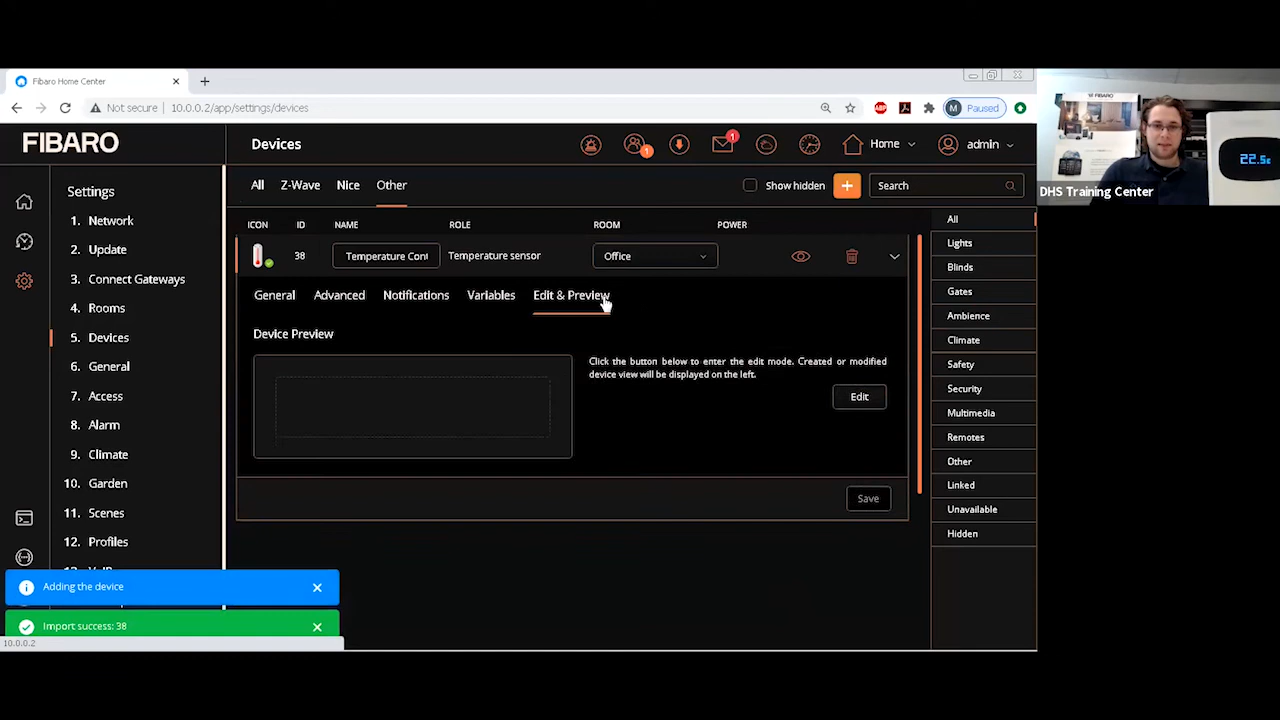 Fibaro Home Center
Not secure
10.0.0.2/app/settings/devices
ABP
M Paused
FIBARO
Devices
1
1
Home
admin
DHS Training Center
FIBARO
22.5c
Settings
1. Network
2. Update
3. Connect Gateways
4. Rooms
5. Devices
6. General
7. Access
8. Alarm
9. Climate
10. Garden
11. Scenes
12. Profiles
All Z-Wave Nice Other
Show hidden
+
Search
ICON ID NAME ROLE ROOM POWER
38 Temperature Cont Temperature sensor Office
General Advanced Notifications Variables Edit & Preview
Device Preview
Click the button below to enter the edit mode. Created or modified
device view will be displayed on the left.
Edit
Save
All
Lights
Blinds
Gates
Ambience
Climate
Safety
Security
Multimedia
Remotes
Other
Linked
Unavailable
Hidden
Adding the device
Import success: 38
10.0.0.2